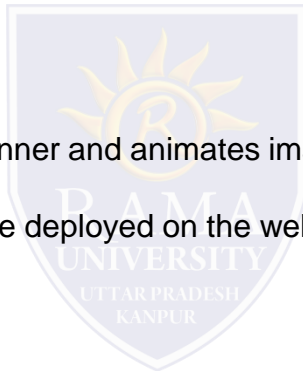 R
nner and animates im
e deployed on the wel
RAMA
UNIVERSITY
UTTAR PRADESH
KANPUR